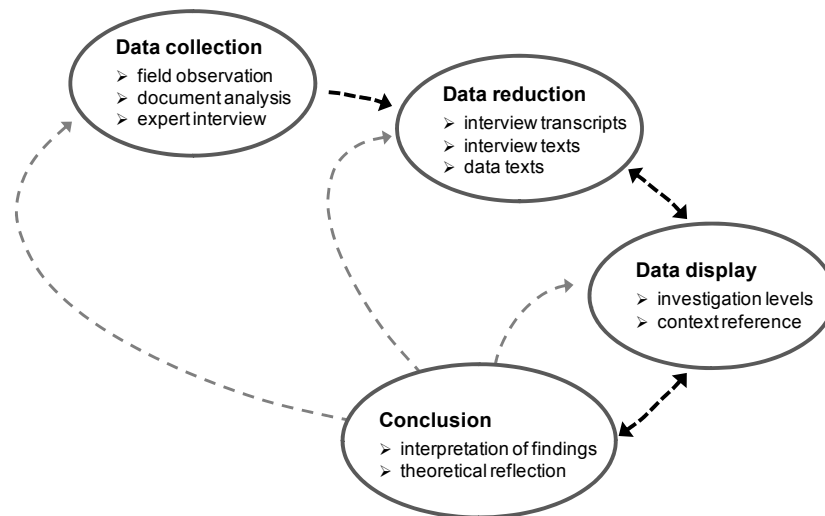 Data collection
➢ field observation
➢ document analysis
➢ expert interview
Data reduction
➢ interview transcripts
➢ interview texts
➢ data texts
Data display
➢ investigation levels
➢ context reference
Conclusion
➢ interpretation of findings
➢ theoretical reflection